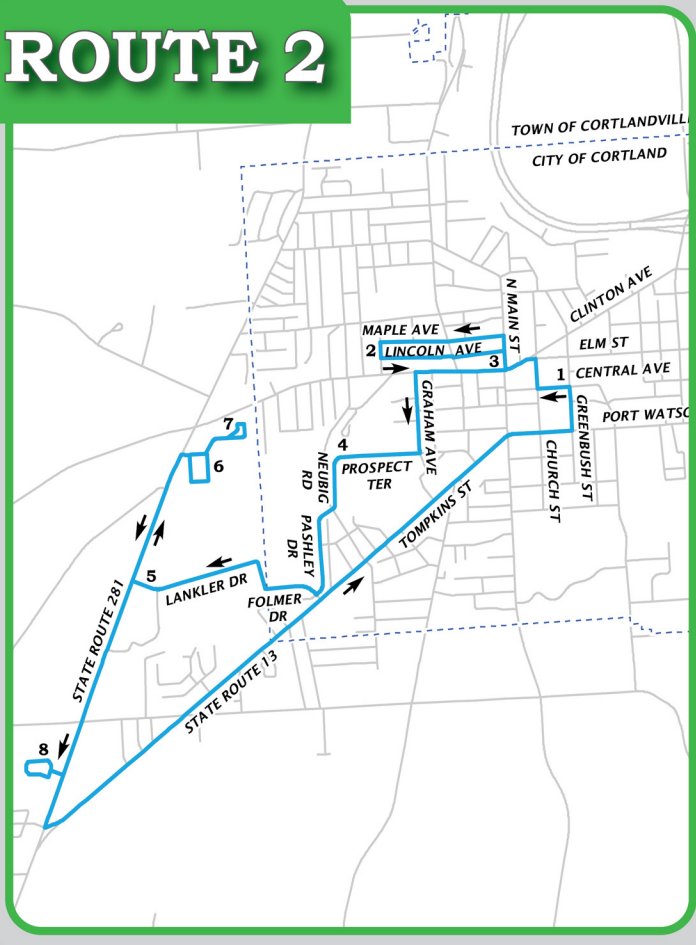 ROUTE 2
TOWN OF CORTLANDVILL
CITY OF CORTLAND
CLINTON AVE
N MAIN ST
MAPLE AVE
ELM ST
2
LINCOLN AVE
3
1
CENTRAL AVE
PORT WATSO
GREENBUSH ST
CHURCH ST
GRAHAM AVE
7
6
4
PROSPECT
TER
NEUBIG
RD
TOMPKINS ST
PASHLEY
DR
5
LANKLER DR
FOLMER
DR
STATE ROUTE 281
STATE ROUTE 13
8